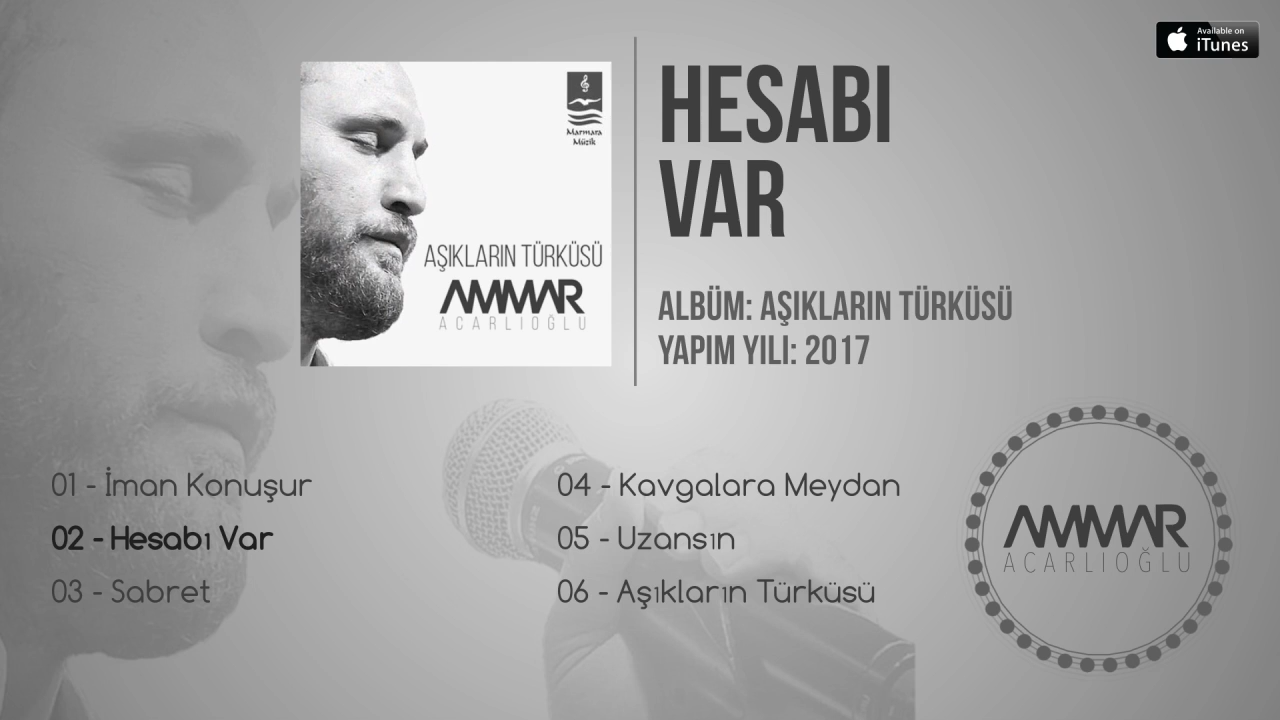 Available on
iTunes
Marmara
Müzik
AŞIKLARIN TÜRKÜSÜ
AMMAR
ACARLIOĞLU
HESABI
VAR
ALBÜM: AŞIKLARIN TÜRKÜSÜ
YAPIM YILI: 2017
01 - İman Konuşur
02 - Hesabı Var
03 - Sabret
04 - Kavgalara Meydan
05 - Uzansın
06 - Aşıkların Türküsü
AMMAR
ACARLIOĞLU